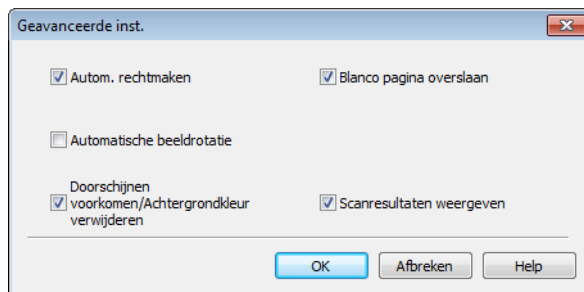 Geavanceerde inst.
Autom. rechtmaken
Blanco pagina overslaan
Automatische beeldrotatie
Doorschijnen
voorkomen/Achtergrondkleur
verwijderen
Scanresultaten weergeven
OK
Afbreken
Help